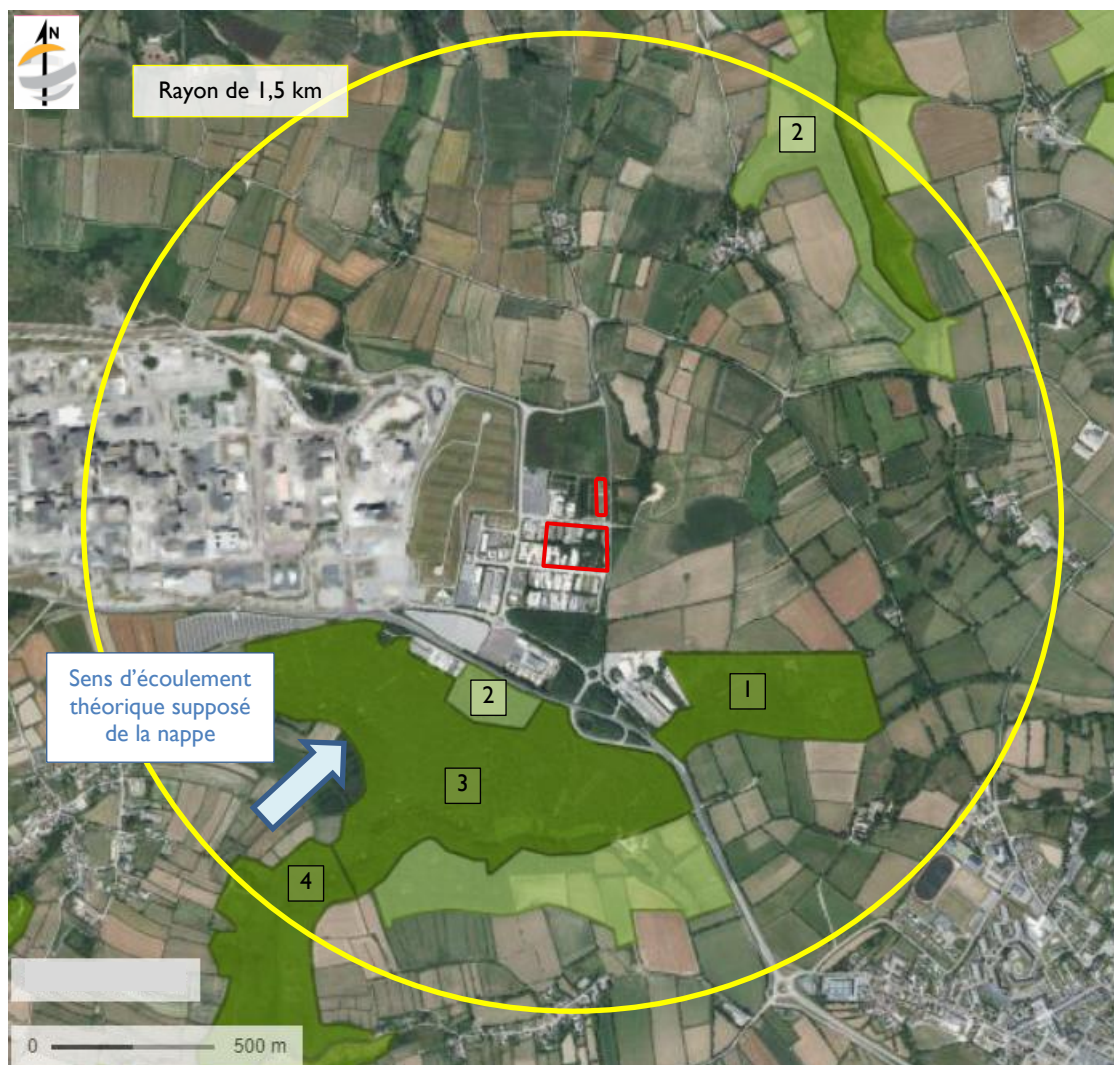 N
Rayon de 1,5 km
2
1
Sens d'écoulement
théorique supposé
de la nappe
2
3
4
0 500 m